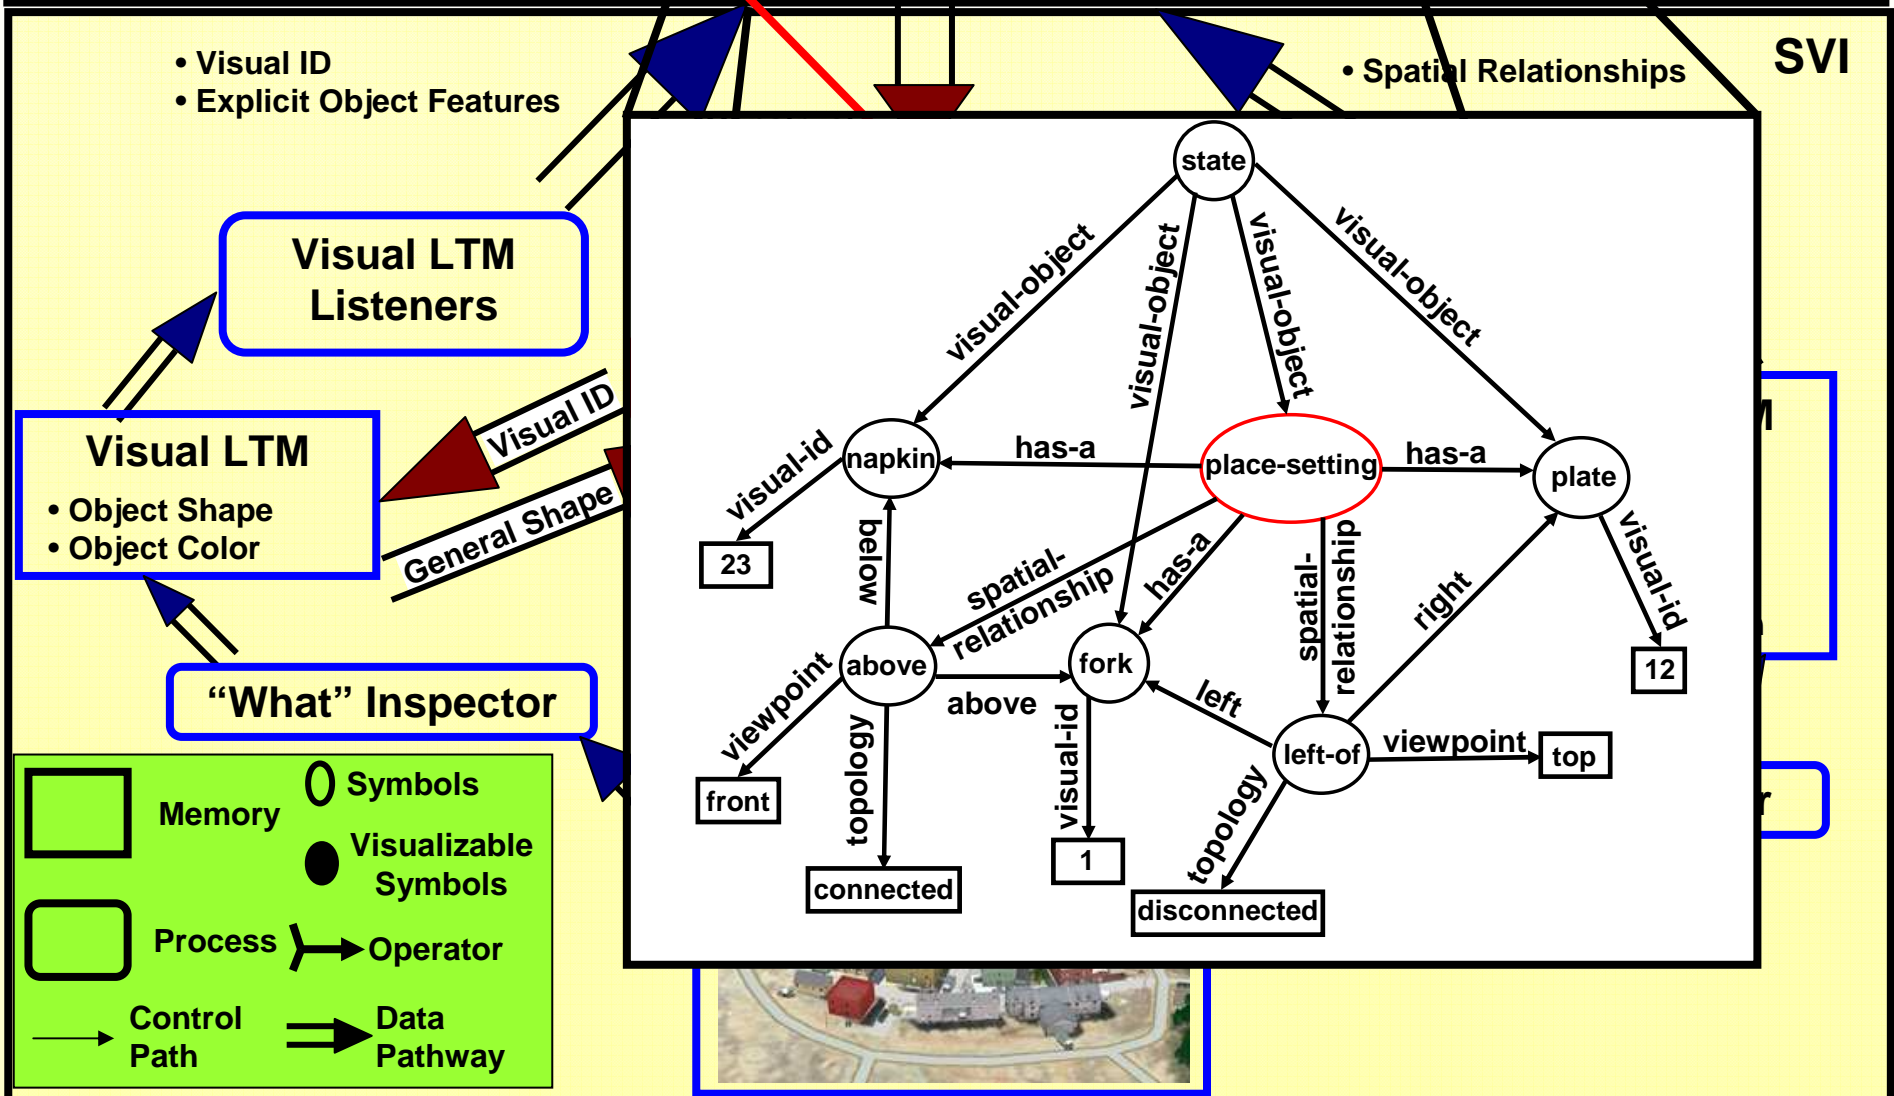 • Visual ID
• Explicit Object Features
• Spatial Relationships
SVI
Visual LTM
Listeners
Visual LTM
• Object Shape
• Object Color
Visual ID
General Shape
“What” Inspector
Memory
Symbols
Visualizable
Symbols
Process
Operator
Control
Path
Data
Pathway
state
visual-object
visual-object
visual-object
visual-object
napkin
has-a
place-setting
has-a
plate
visual-id
23
below
spatial-
relationship
has-a
spatial-
relationship
right
visual-id
12
above
above
fork
left
left-of
viewpoint
top
viewpoint
front
topology
connected
visual-id
1
topology
disconnected